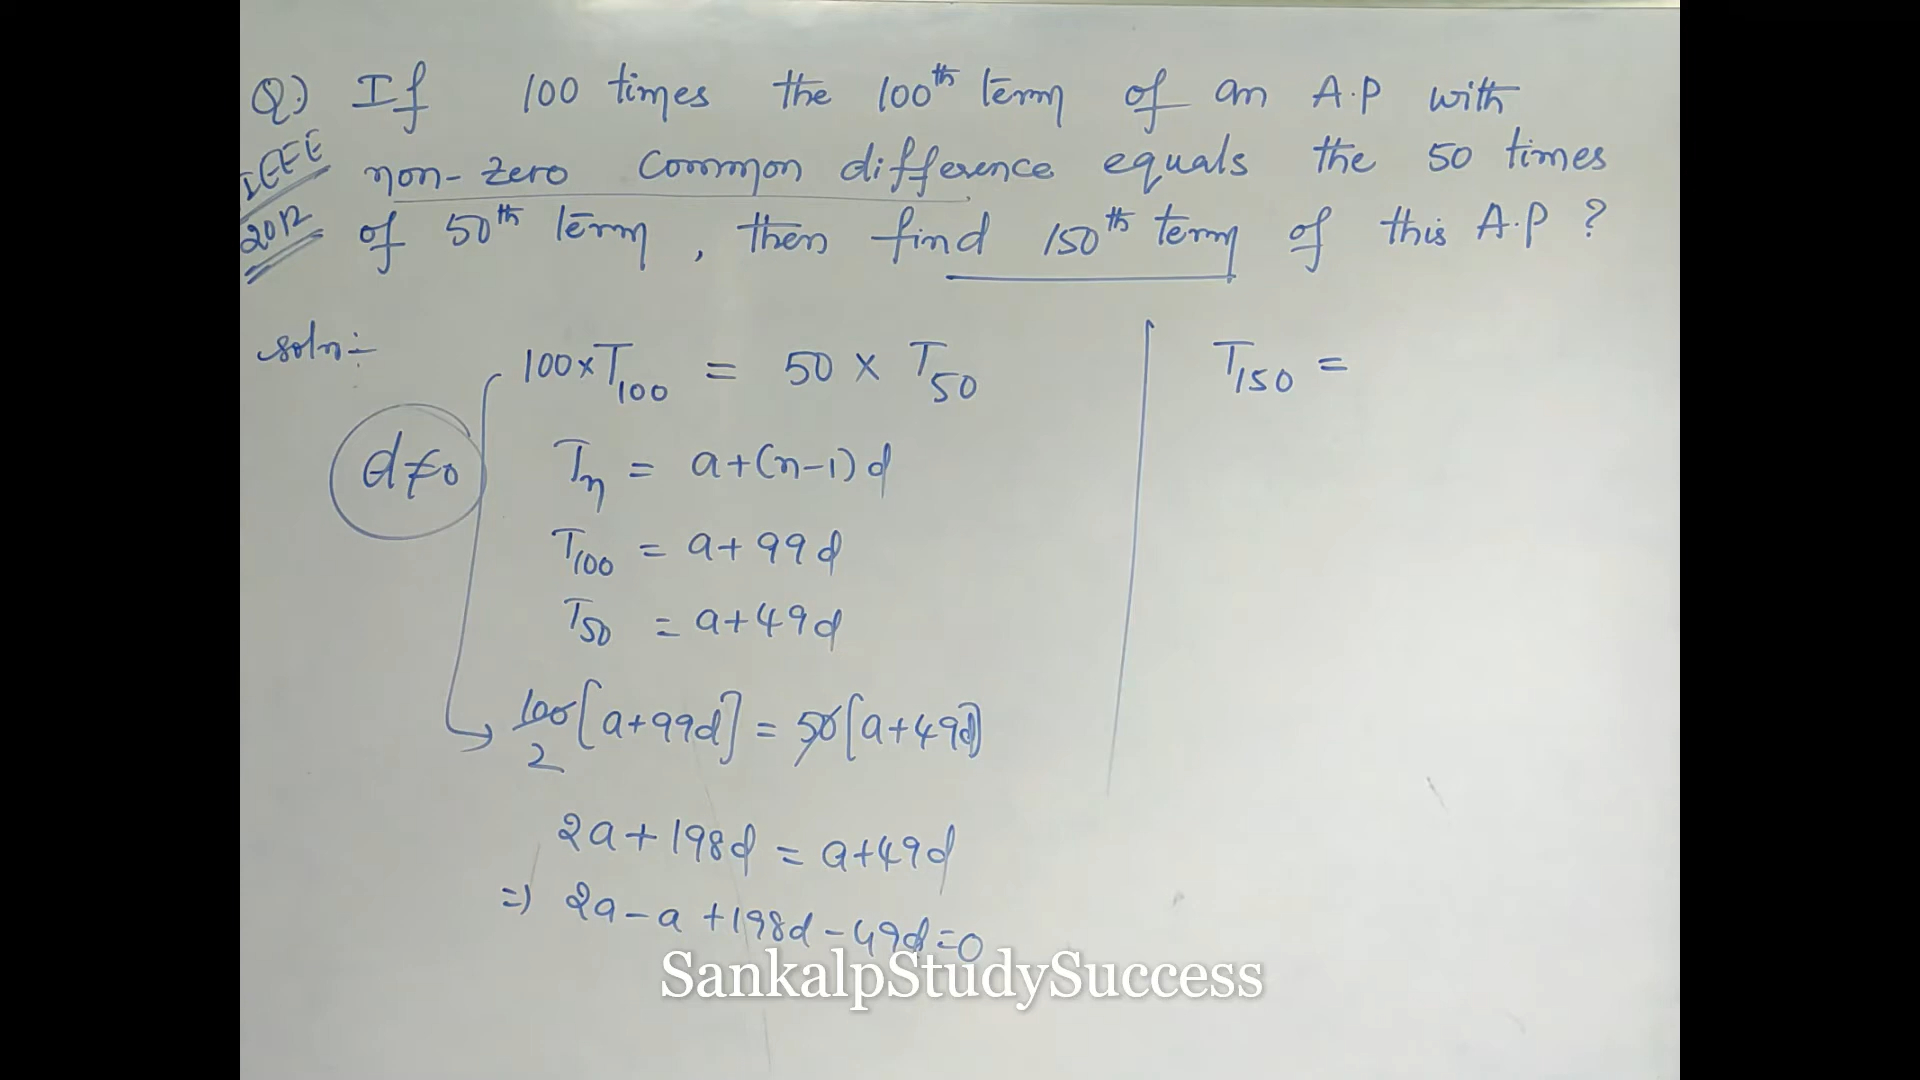 Q) If 100 times the 100th term of an A.P with
IEEE non-zero common difference equals the 50 times
2012 of 50th term, then find 150th term of this A.P ?
soln:-
100×T100 = 50 × T50
T150 =
d≠0
Tn = a+(n-1)d
T100 = a+99d
T50 = a+49d
100[a+99d] = 50[a+49d]
2
2a+198d = a+49d
=) 2a-a+198d-49d=0
SankalpStudySuccess